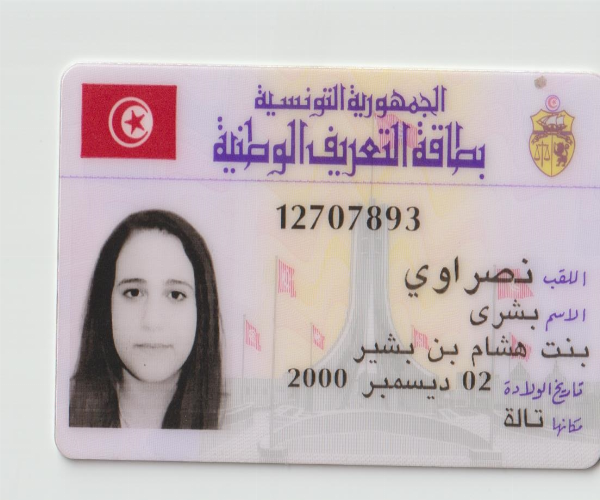 الجمهورية التونسية
بطاقة التعريف الوطنية
12707893
اللقب نصراوي
الاسم بشرى
بنت هشام بن بشير
تاريخ الولادة 02 ديسمبر 2000
مكانها تالة